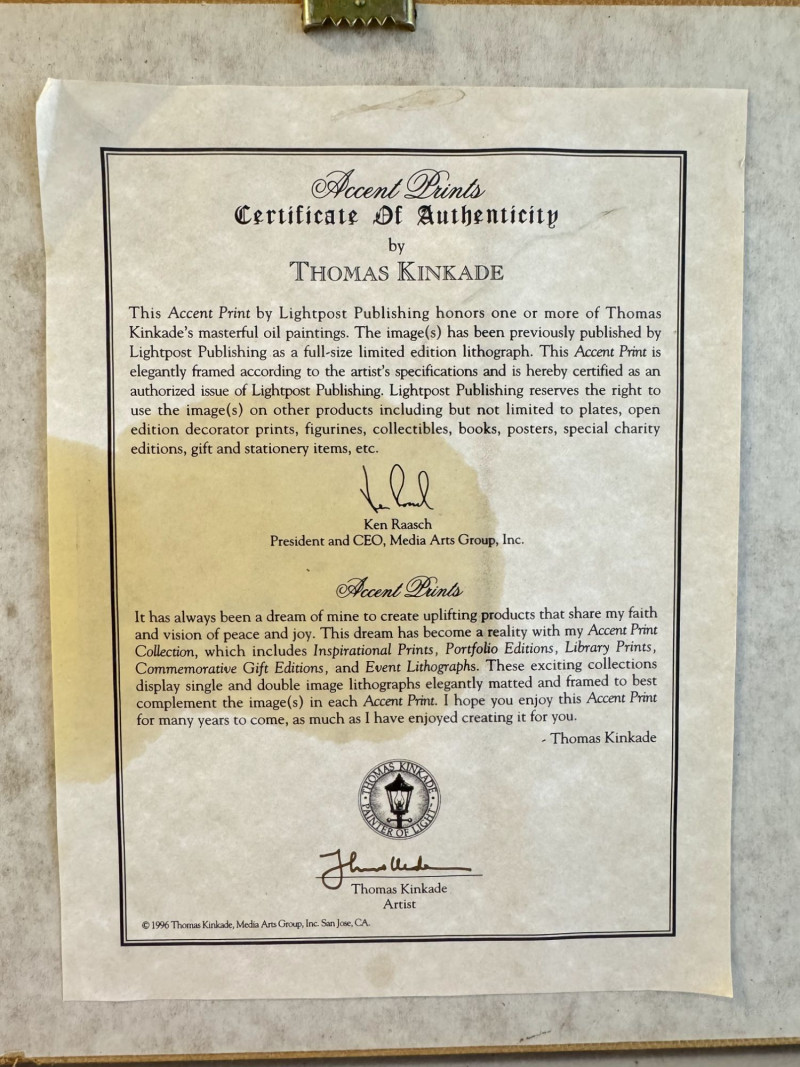 Accent Prints
Certificate Of Authenticity
by
THOMAS KINKADE
This Accent Print by Lightpost Publishing honors one or more of Thomas
Kinkade's masterful oil paintings. The image(s) has been previously published by
Lightpost Publishing as a full-size limited edition lithograph. This Accent Print is
elegantly framed according to the artist's specifications and is hereby certified as an
authorized issue of Lightpost Publishing. Lightpost Publishing reserves the right to
use the image(s) on other products including but not limited to plates, open
edition decorator prints, figurines, collectibles, books, posters, special charity
editions, gift and stationery items, etc.
Ken Raasch
President and CEO, Media Arts Group, Inc.
Accent Prints
It has always been a dream of mine to create uplifting products that share my faith
and vision of peace and joy. This dream has become a reality with my Accent Print
Collection, which includes Inspirational Prints, Portfolio Editions, Library Prints,
Commemorative Gift Editions, and Event Lithographs. These exciting collections
display single and double image lithographs elegantly matted and framed to best
complement the image(s) in each Accent Print. I hope you enjoy this Accent Print
for many years to come, as much as I have enjoyed creating it for you.
- Thomas Kinkade
THOMAS KINKADE
PAINTER OF LIGHT
Thomas Kinkade
Artist
© 1996 Thomas Kinkade, Media Arts Group, Inc. San Jose, CA.